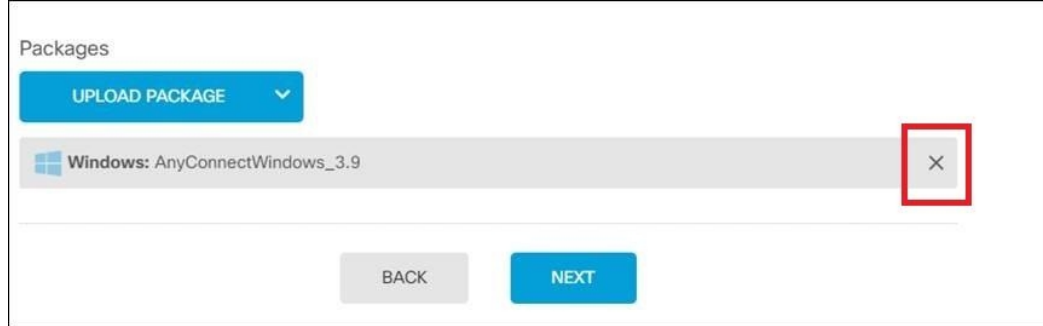 Packages
UPLOAD PACKAGE
Windows: AnyConnectWindows_3.9
BACK
NEXT